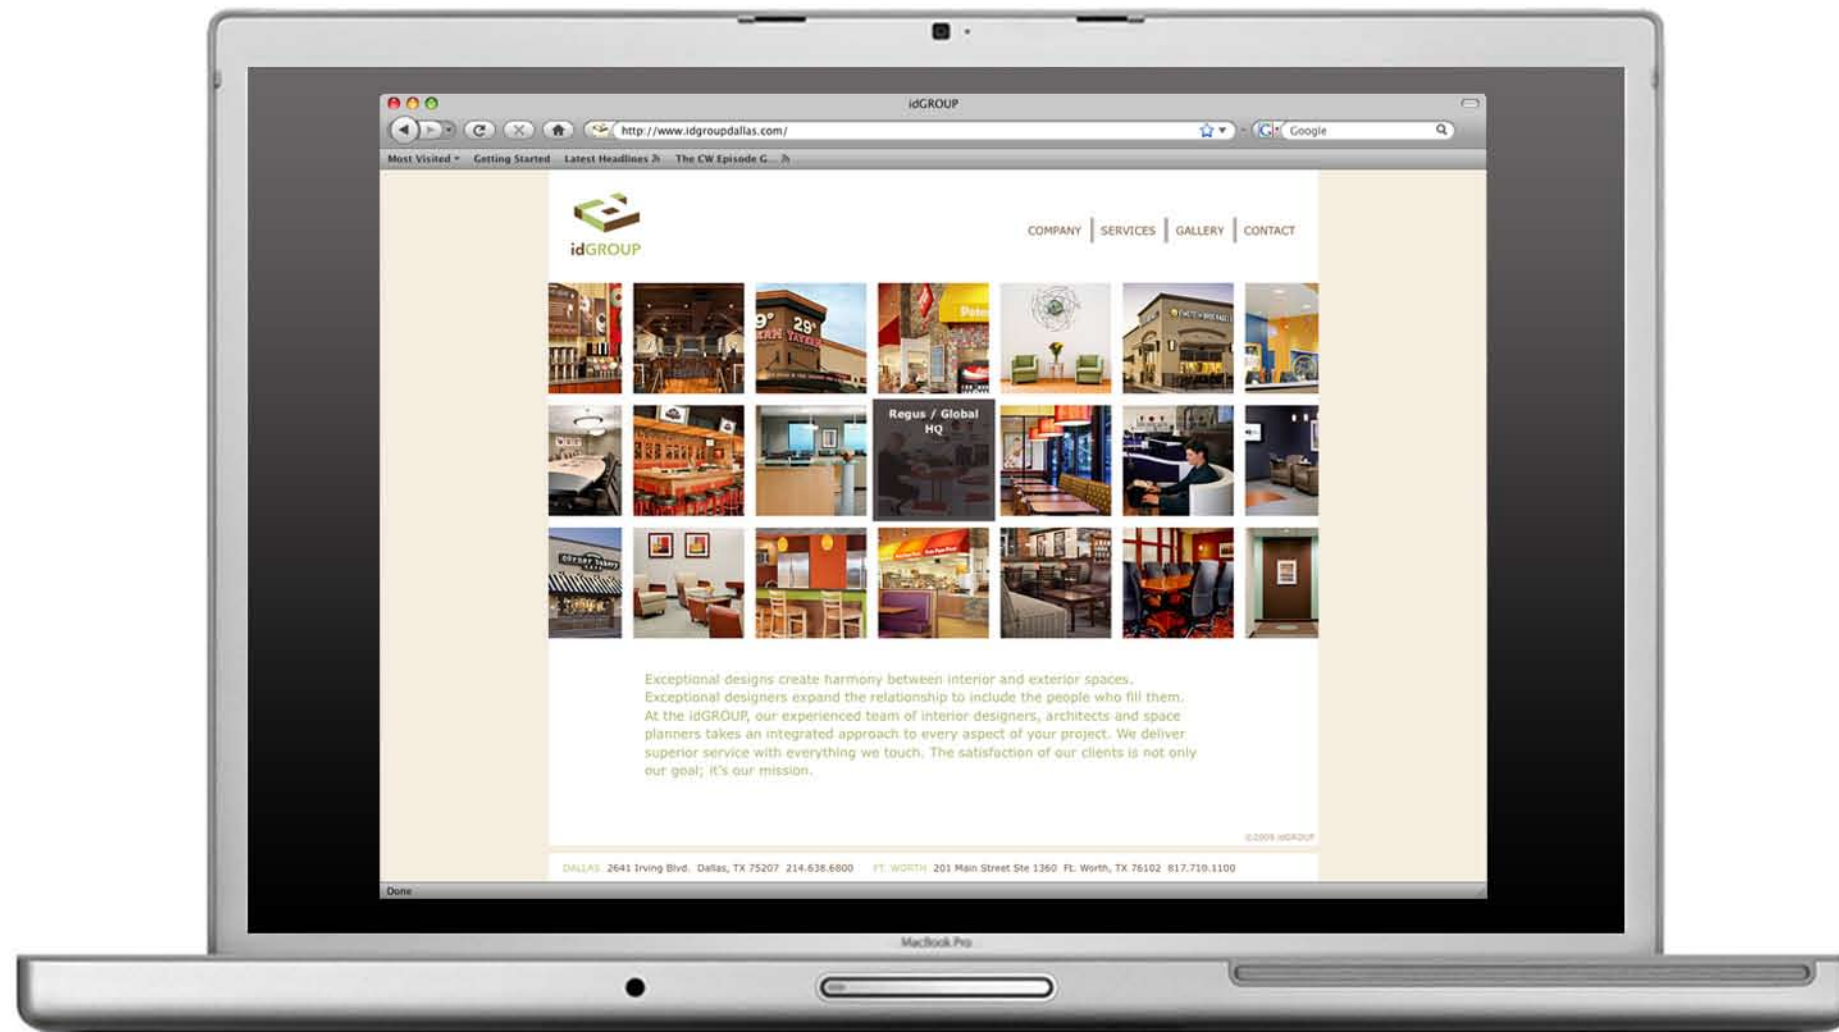 idGROUP
http://www.idgroupdallas.com/
Google
Most Visited
Getting Started
Latest Headlines
The CW Episode G...
idGROUP
COMPANY
SERVICES
GALLERY
CONTACT
29°
Regus / Global
HQ
corner bakery
Exceptional designs create harmony between interior and exterior spaces.
Exceptional designers expand the relationship to include the people who fill them.
At the idGROUP, our experienced team of interior designers, architects and space
planners takes an integrated approach to every aspect of your project. We deliver
superior service with everything we touch. The satisfaction of our clients is not only
our goal; it's our mission.
©2009 idGROUP
DALLAS 2641 Irving Blvd. Dallas, TX 75207 214.638.6800 FT. WORTH 201 Main Street Ste 1360 Ft. Worth, TX 76102 817.710.1100
Done
MacBook Pro